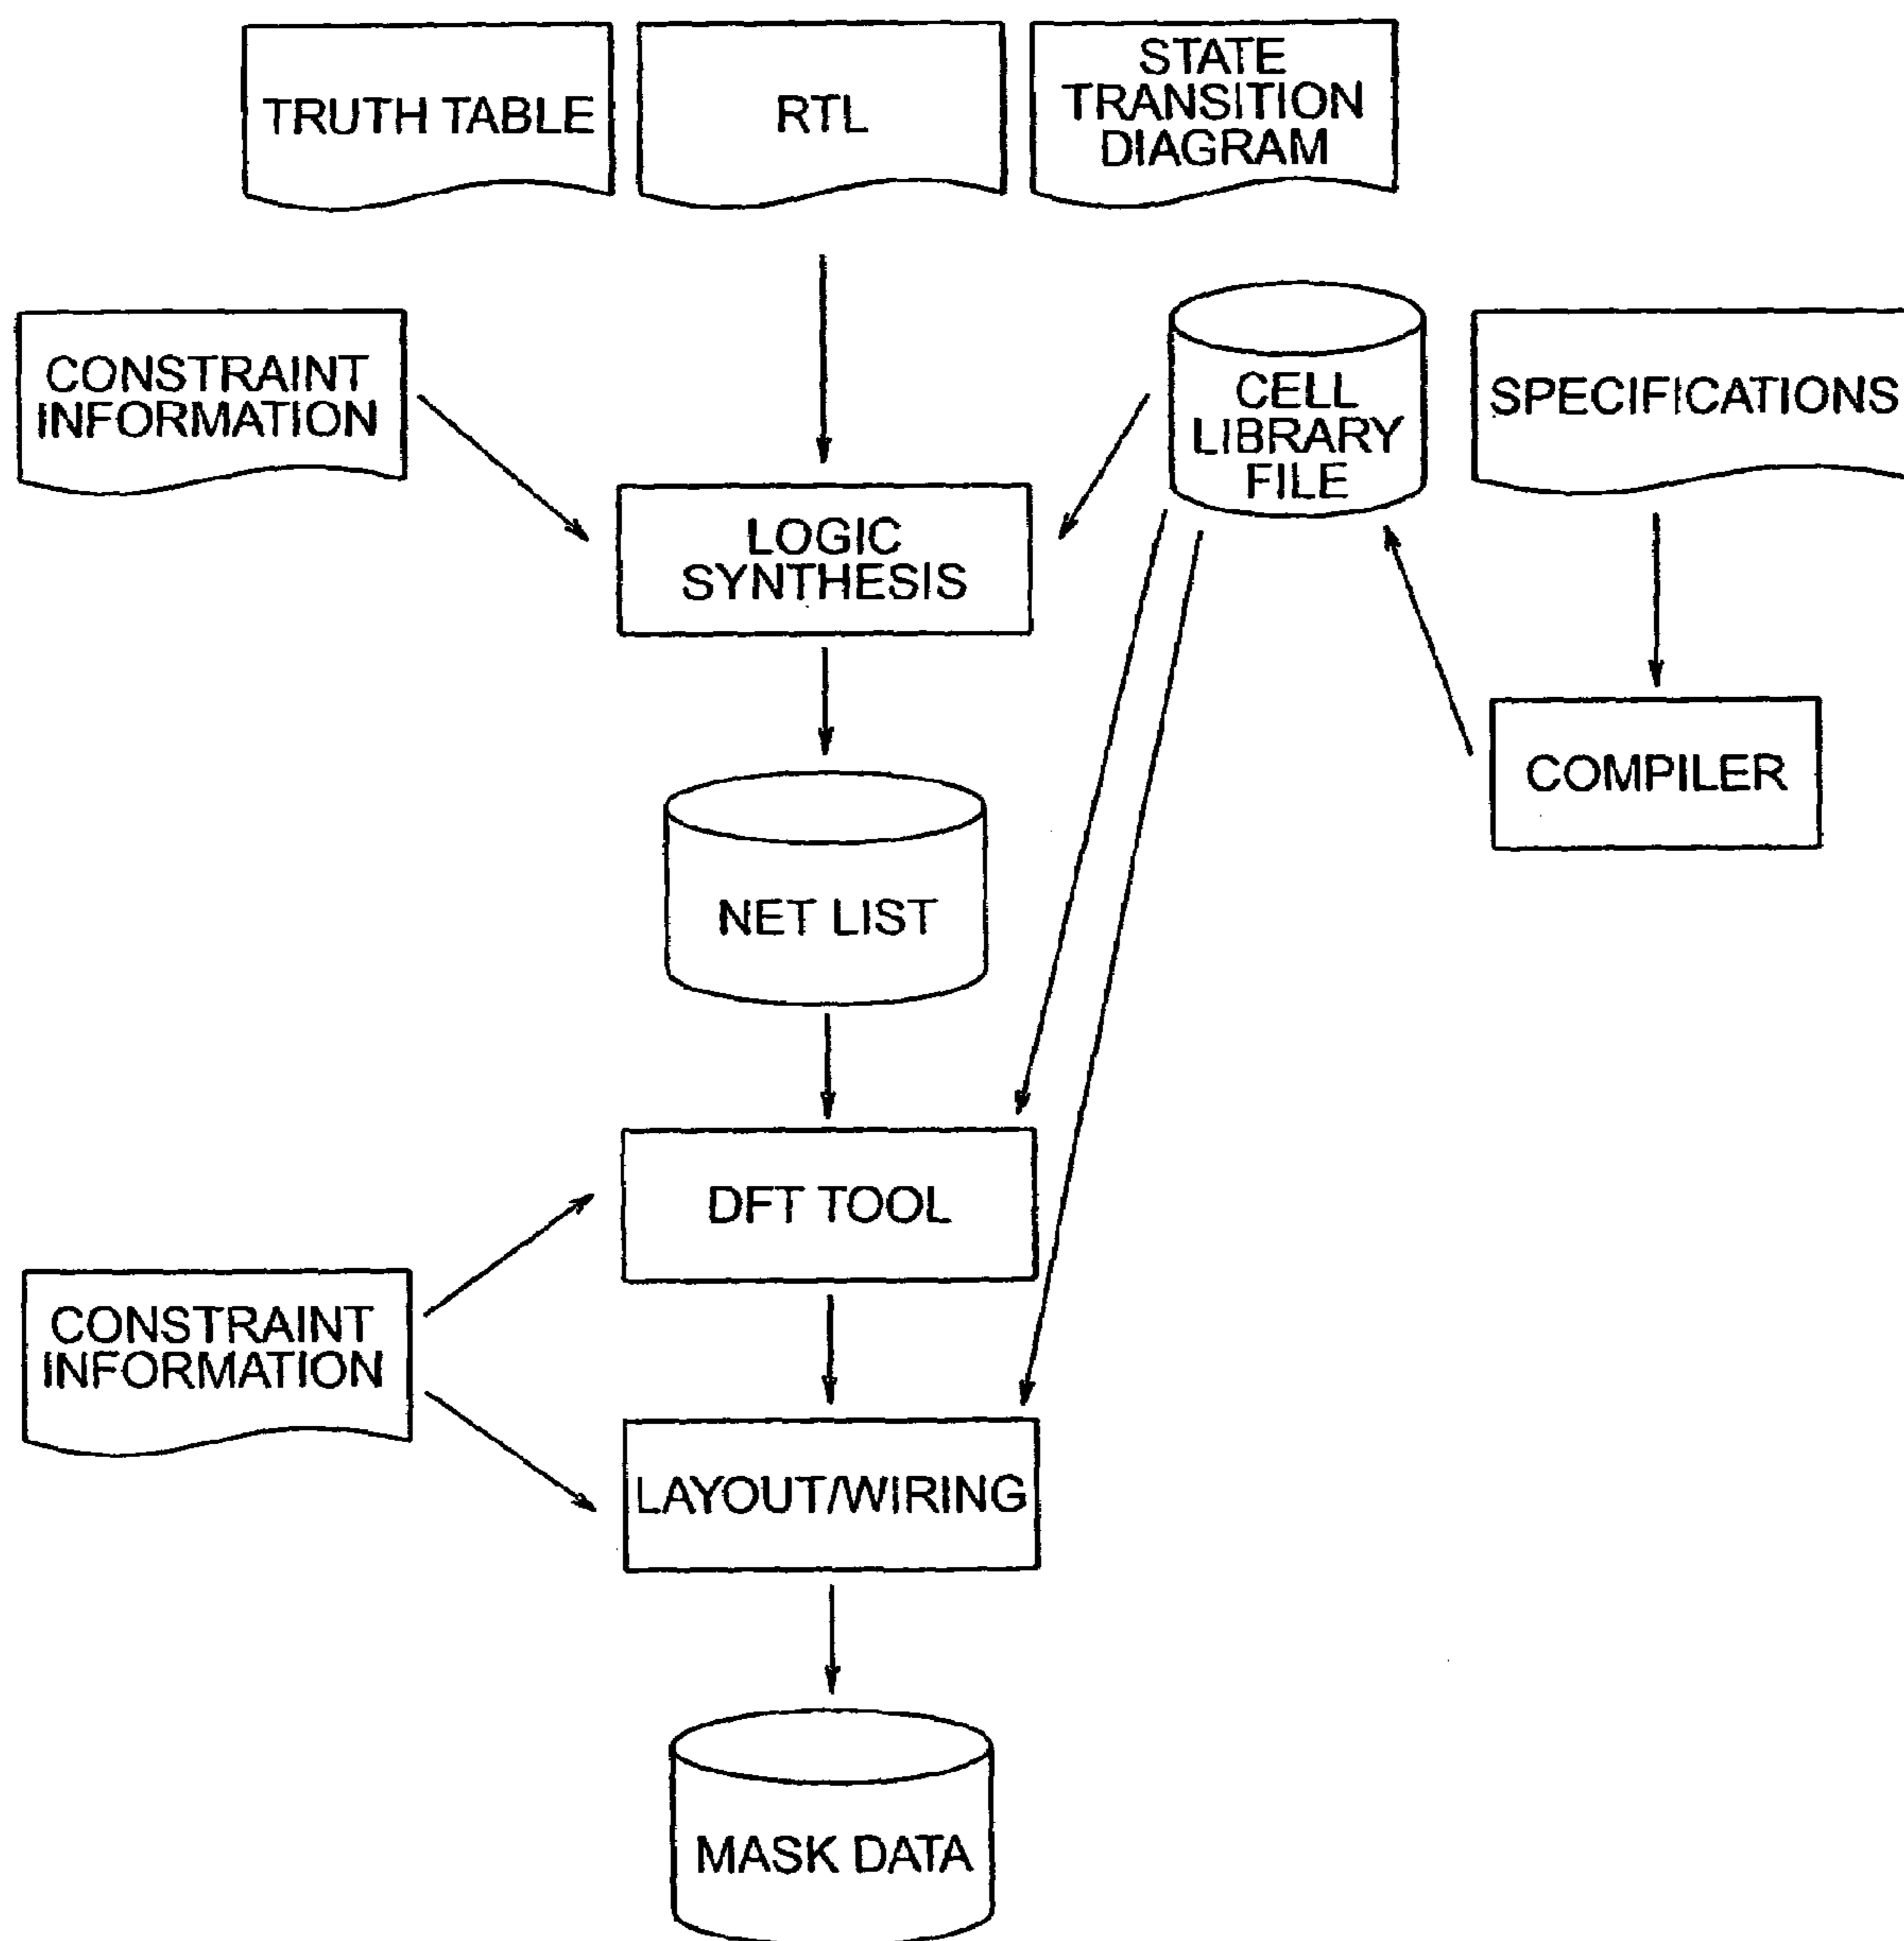 TRUTH TABLE
RTL
STATE
TRANSITION
DIAGRAM
CONSTRAINT
INFORMATION
CELL
LIBRARY
FILE
SPECIFICATIONS
LOGIC
SYNTHESIS
COMPILER
NET LIST
DFT TOOL
CONSTRAINT
INFORMATION
LAYOUT/WIRING
MASK DATA